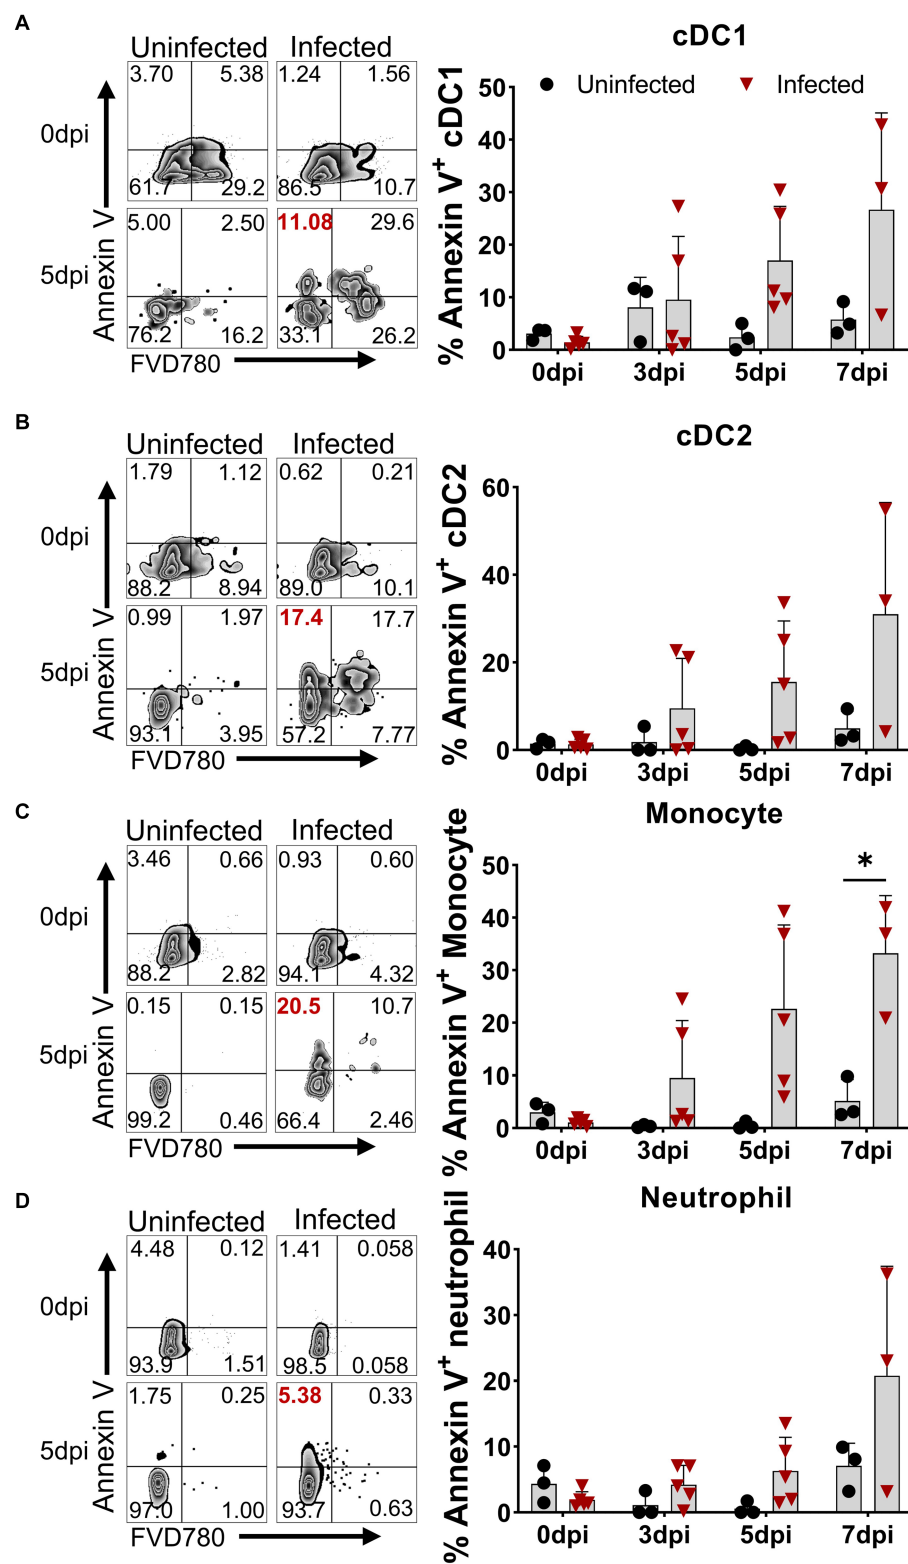 A
Uninfected Infected
3.70 5.38 1.24 1.56
0dpi
61.7 29.2 86.5 10.7
5.00 2.50 11.08 29.6
5dpi
76.2 16.2 33.1 26.2
Annexin V
FVD780
cDC1
Uninfected Infected
% Annexin V+ cDC1
50
40
30
20
10
0
0dpi 3dpi 5dpi 7dpi
B
Uninfected Infected
1.79 1.12 0.62 0.21
0dpi
88.2 8.94 89.0 10.1
0.99 1.97 17.4 17.7
5dpi
93.1 3.95 57.2 7.77
Annexin V
FVD780
cDC2
% Annexin V+ cDC2
60
40
20
0
0dpi 3dpi 5dpi 7dpi
C
Uninfected Infected
3.46 0.66 0.93 0.60
0dpi
88.2 2.82 94.1 4.32
0.15 0.15 20.5 10.7
5dpi
99.2 0.46 66.4 2.46
Annexin V
FVD780
Monocyte
% Annexin V+ Monocyte
50
40
30
20
10
0
*
0dpi 3dpi 5dpi 7dpi
D
Uninfected Infected
4.48 0.12 1.41 0.058
0dpi
93.9 1.51 98.5 0.058
1.75 0.25 5.38 0.33
5dpi
97.0 1.00 93.7 0.63
Annexin V
FVD780
Neutrophil
% Annexin V+ neutrophil
40
30
20
10
0
0dpi 3dpi 5dpi 7dpi